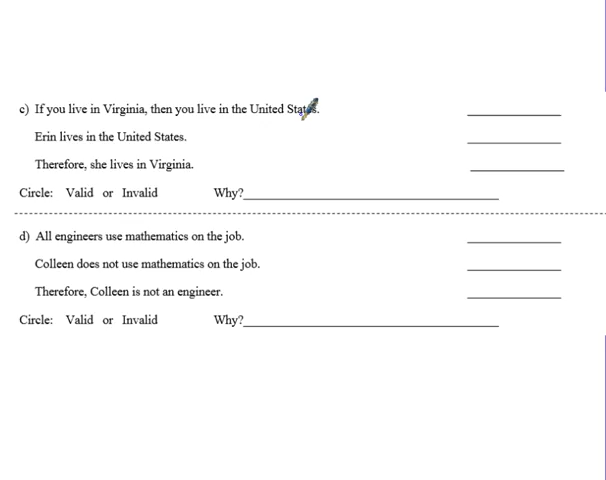 c) If you live in Virginia, then you live in the United States.
Erin lives in the United States.
Therefore, she lives in Virginia.
Circle: Valid or Invalid Why?
d) All engineers use mathematics on the job.
Colleen does not use mathematics on the job.
Therefore, Colleen is not an engineer.
Circle: Valid or Invalid Why?